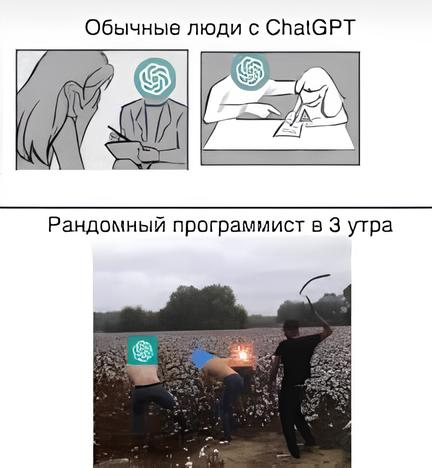 Обычные люди с ChatGPT
Рандомный программист в 3 утра